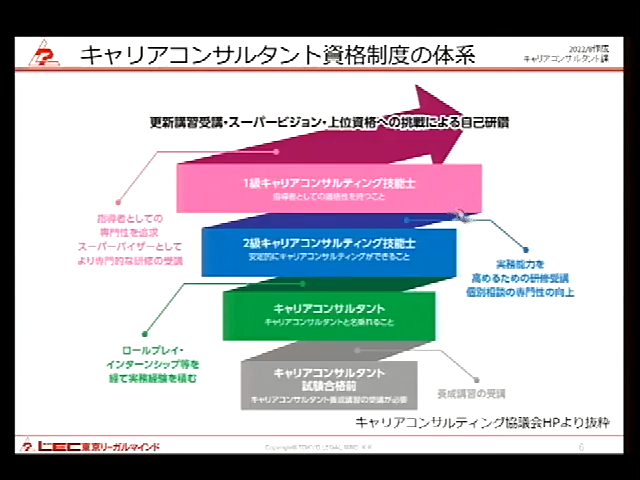 キャリアコンサルタント資格制度の体系
2022/8作成
キャリアコンサルタント課
更新講習受講・スーパービジョン・上位資格への挑戦による自己研鑽
1級キャリアコンサルティング技能士
指導者としての適格性を持つこと
指導者としての
専門性を追求
スーパーバイザーとして
より専門的な研修の受講
2級キャリアコンサルティング技能士
安定的にキャリアコンサルティングができること
実務能力を
高めるための研修受講
個別相談の専門性の向上
キャリアコンサルタント
キャリアコンサルタントと名乗れること
ロールプレイ・
インターンシップ等を
経て実務経験を積む
キャリアコンサルタント
試験合格前
キャリアコンサルタント養成講習の受講が必要
養成講習の受講
キャリアコンサルティング協議会HPより抜粋
LEC東京リーガルマインド
6